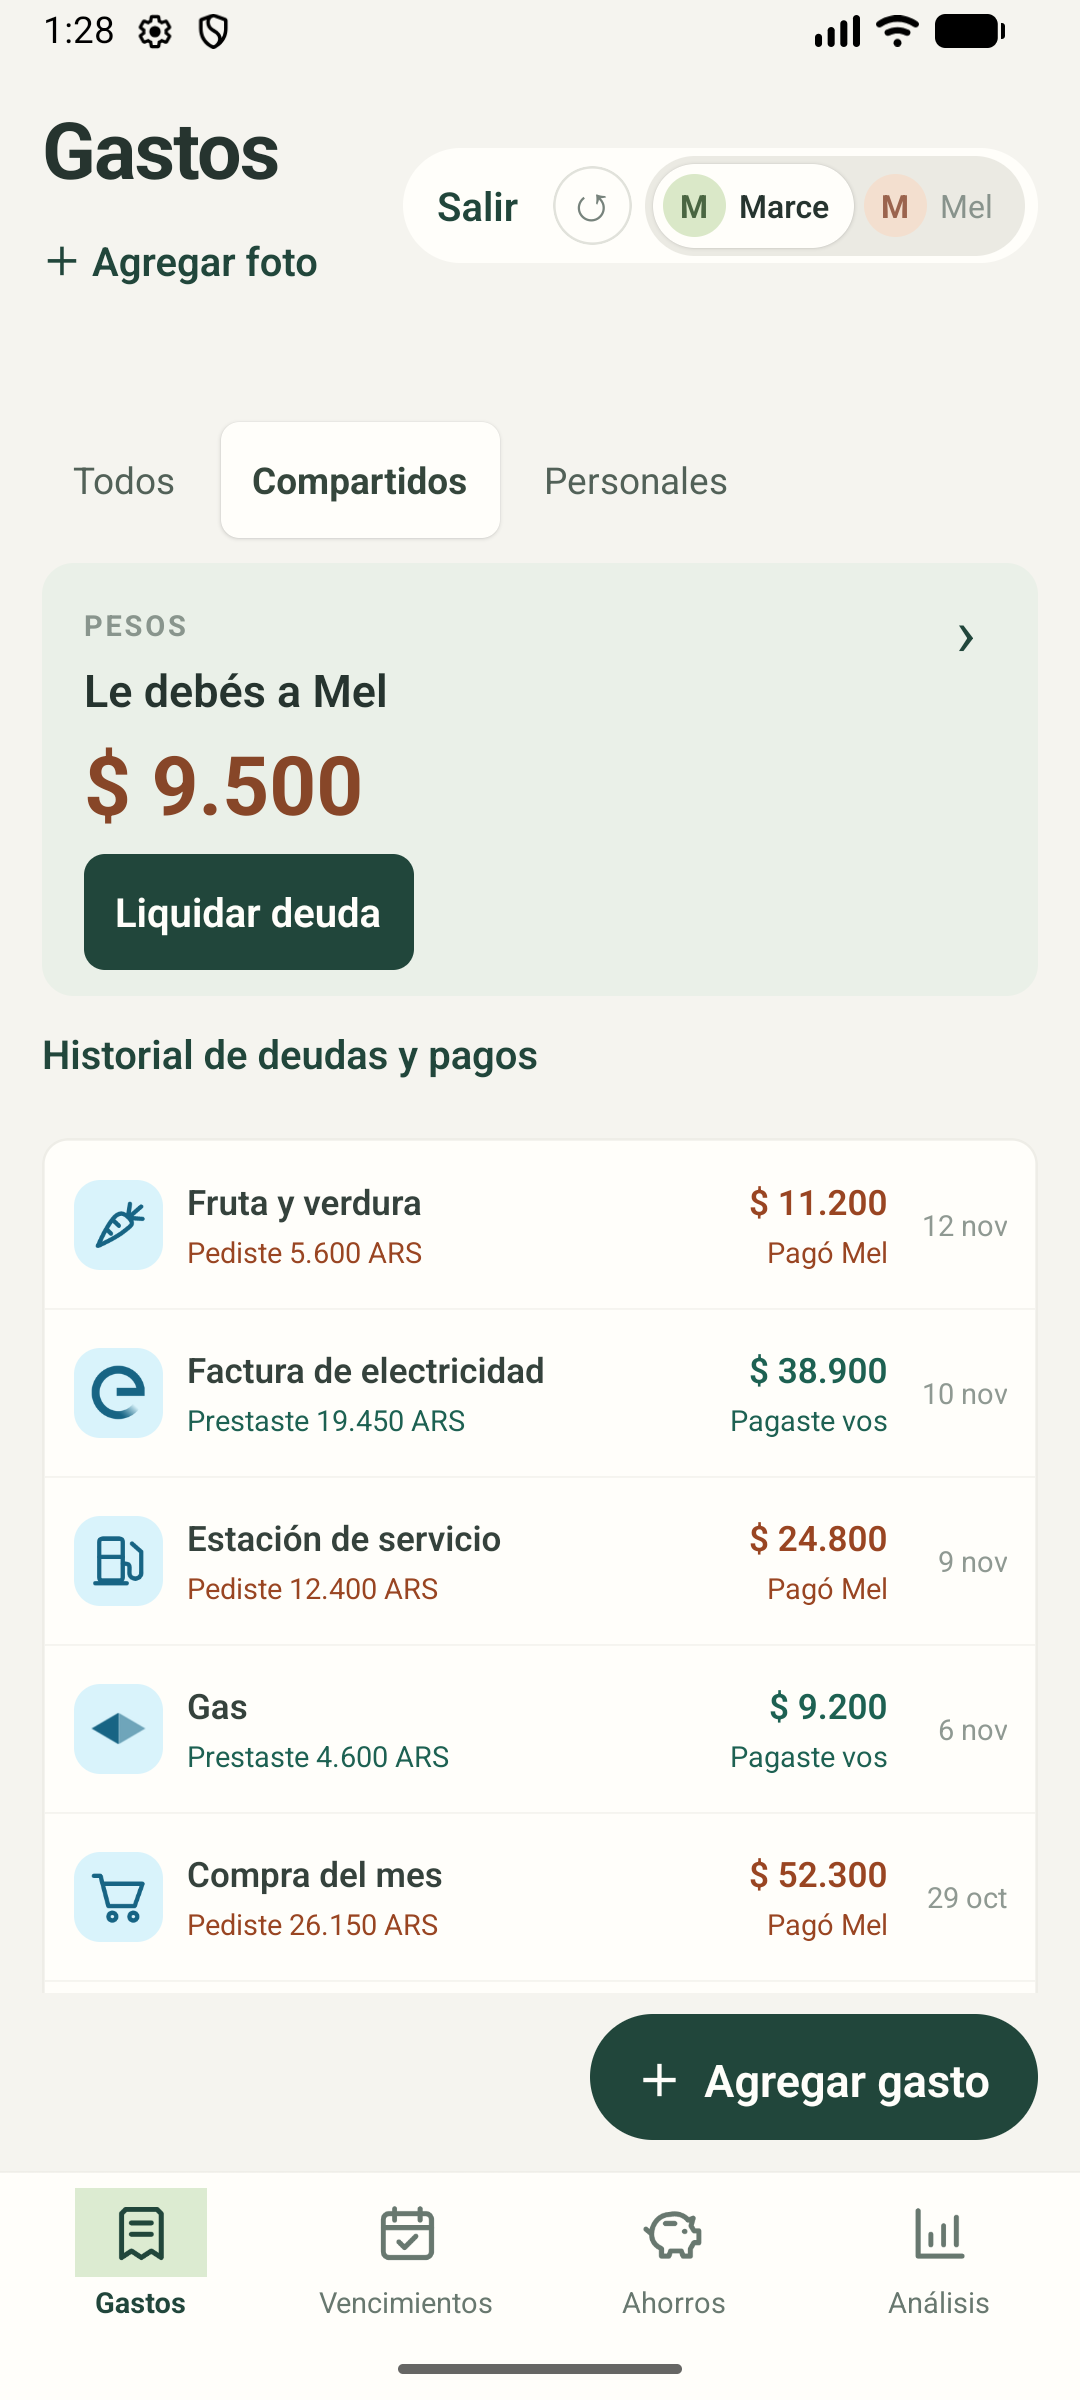 1:28
Gastos
Salir
M Marce
M Mel
+ Agregar foto
Todos
Compartidos
Personales
PESOS
Le debés a Mel
$ 9.500
Liquidar deuda
Historial de deudas y pagos
Fruta y verdura
$ 11.200
12 nov
Pediste 5.600 ARS
Pagó Mel
Factura de electricidad
$ 38.900
10 nov
Prestaste 19.450 ARS
Pagaste vos
Estación de servicio
$ 24.800
9 nov
Pediste 12.400 ARS
Pagó Mel
Gas
$ 9.200
6 nov
Prestaste 4.600 ARS
Pagaste vos
Compra del mes
$ 52.300
29 oct
Pediste 26.150 ARS
Pagó Mel
+ Agregar gasto
Gastos
Vencimientos
Ahorros
Análisis